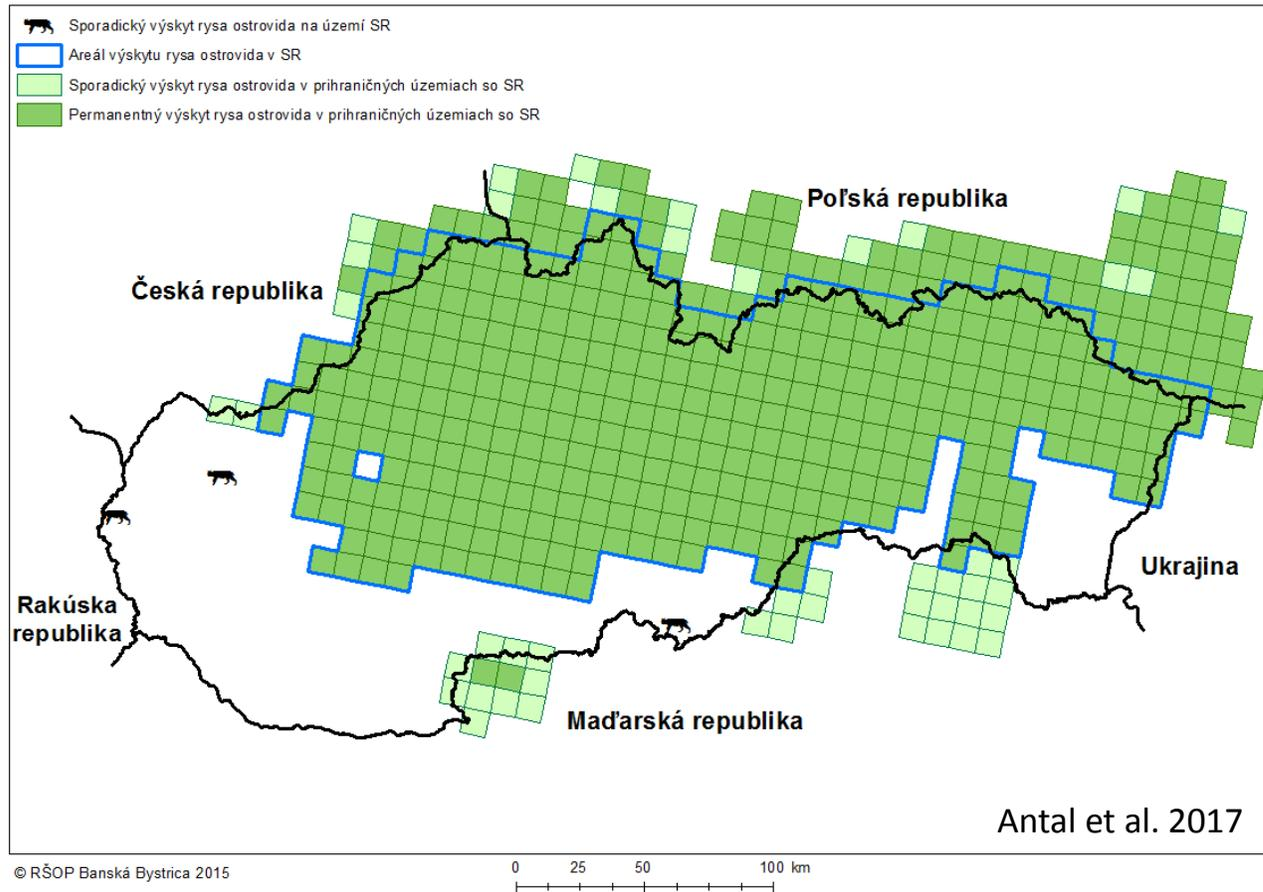 Sporadický výskyt rysa ostrovida na území SR
Areál výskytu rysa ostrovida v SR
Sporadický výskyt rysa ostrovida v prihraničných územiach so SR
Permanentný výskyt rysa ostrovida v prihraničných územiach so SR
Poľská republika
Česká republika
Ukrajina
Rakúska
republika
Maďarská republika
Antal et al. 2017
© RŠOP Banská Bystrica 2015
0 25 50 100 km